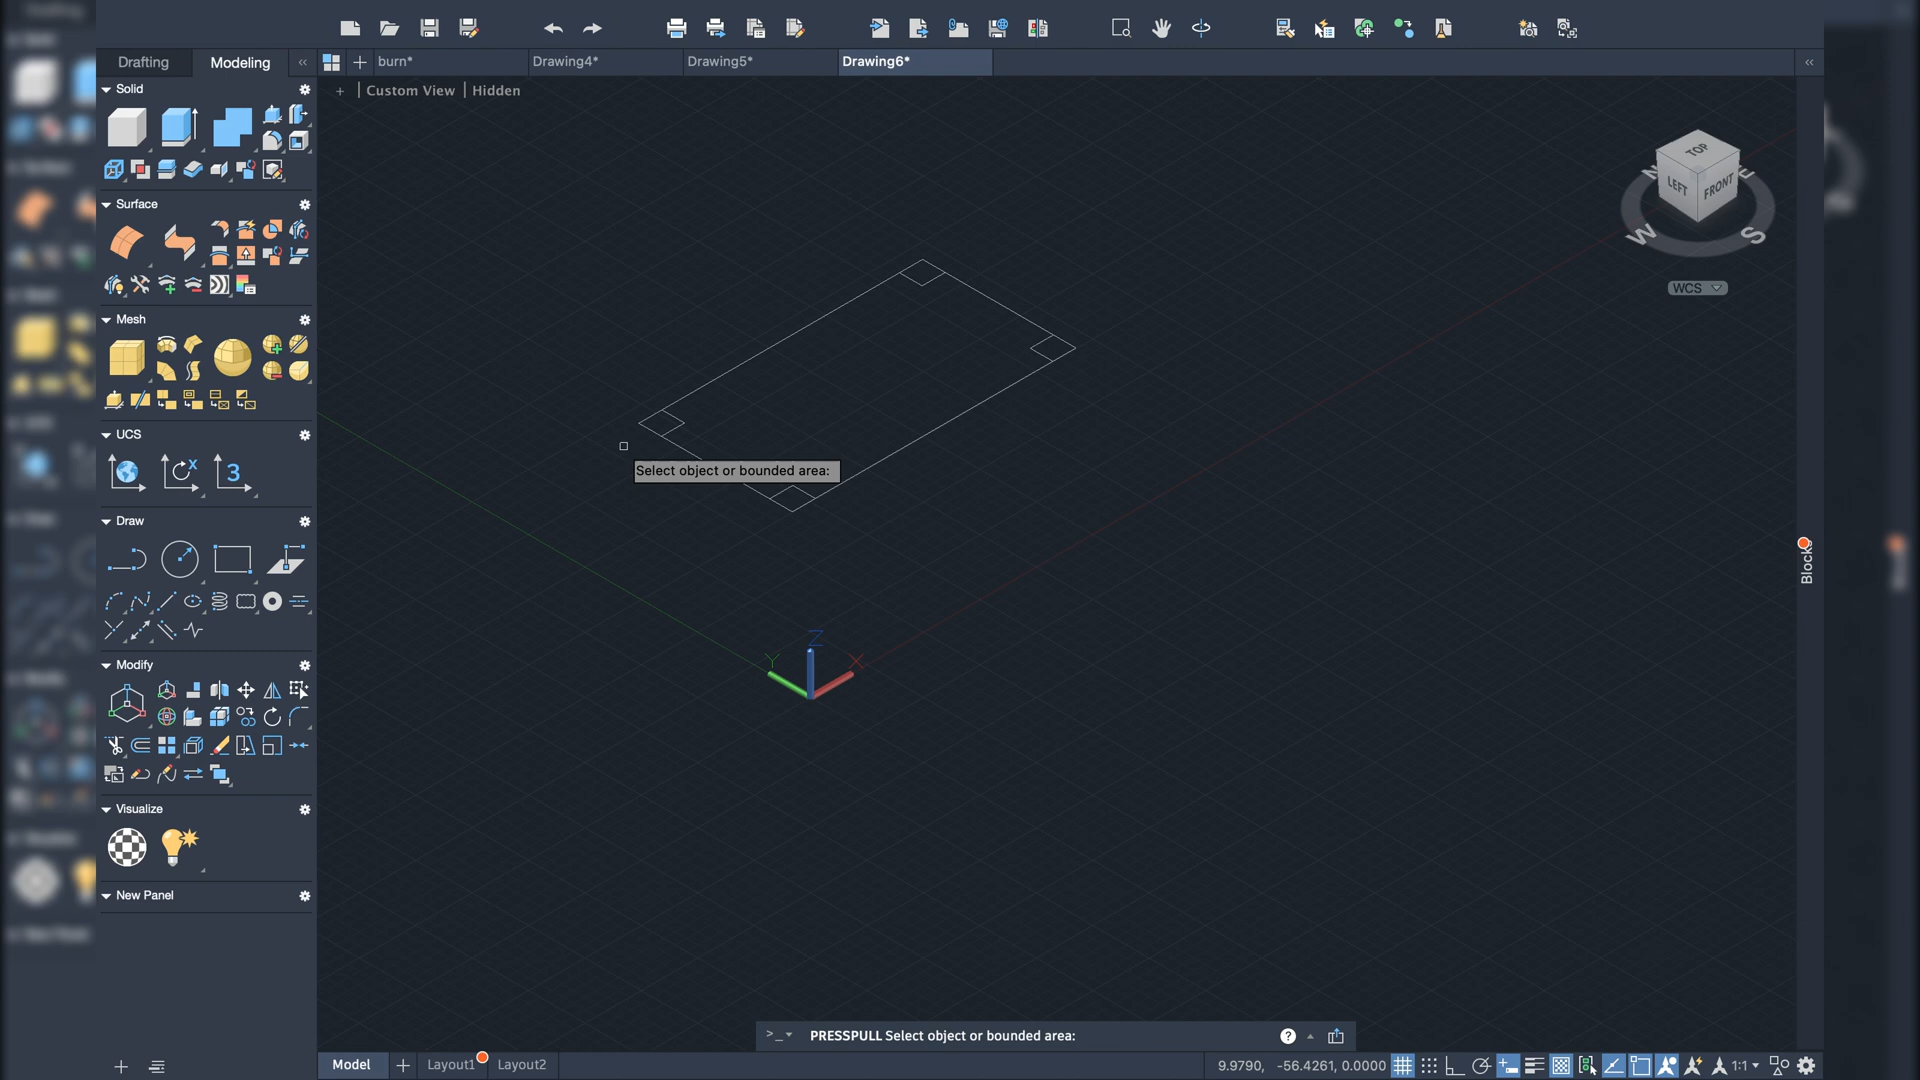 Drafting
Modeling
«
burn*
Drawing4*
Drawing5*
Drawing6*
«
Solid
+ | Custom View | Hidden
TOP
LEFT
FRONT
W
S
WCS
Surface
Mesh
UCS
X
3
Select object or bounded area:
Draw
Blocks
Z
Y
X
Modify
Visualize
New Panel
>_ PRESSPULL Select object or bounded area:
?
Model
Layout1
Layout2
9.9790, -56.4261, 0.0000
1:1